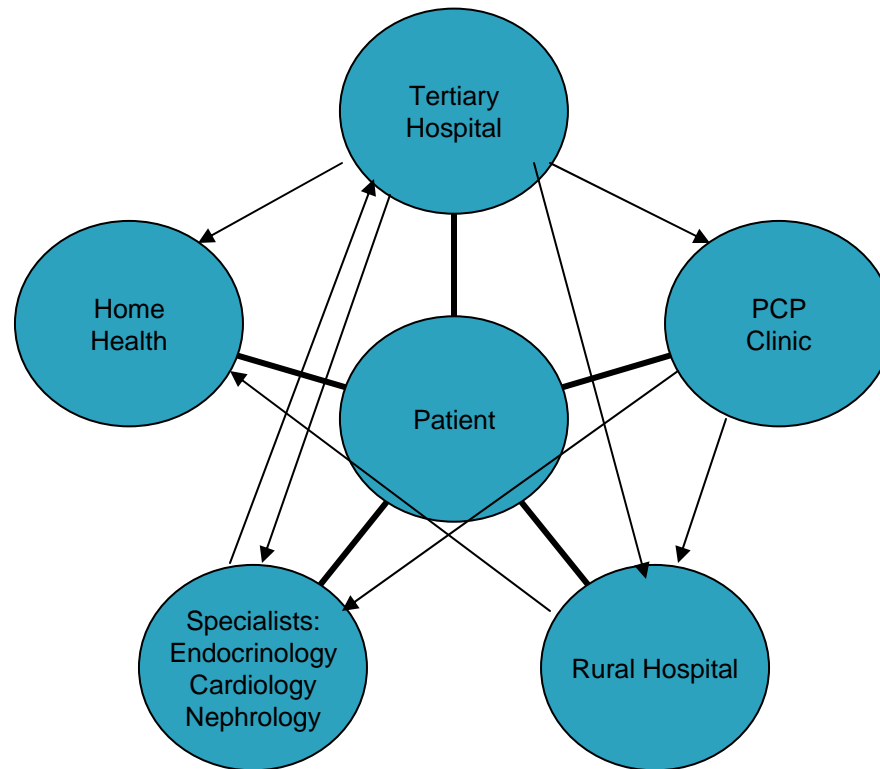 Tertiary
Hospital
Home
Health
PCP
Clinic
Patient
Specialists:
Endocrinology
Cardiology
Nephrology
Rural Hospital